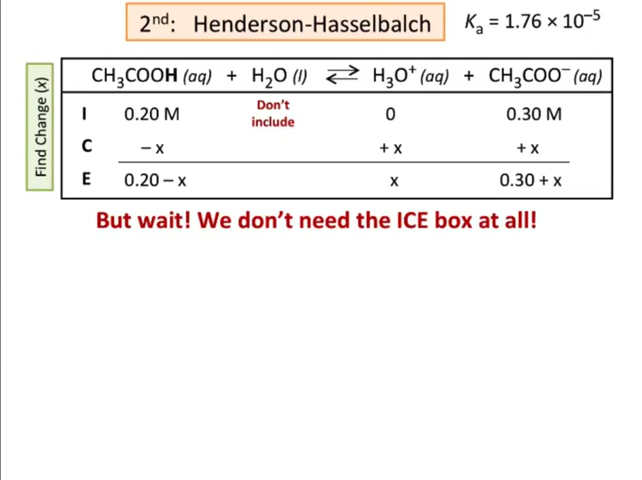 2nd: Henderson-Hasselbalch
Kₐ = 1.76 × 10⁻⁵
Find Change (x)
CH₃COOH (aq) + H₂O (l) ⇄ H₃O⁺ (aq) + CH₃COO⁻ (aq)
I 0.20 M Don't include 0 0.30 M
C – x + x + x
E 0.20 – x x 0.30 + x
But wait! We don't need the ICE box at all!